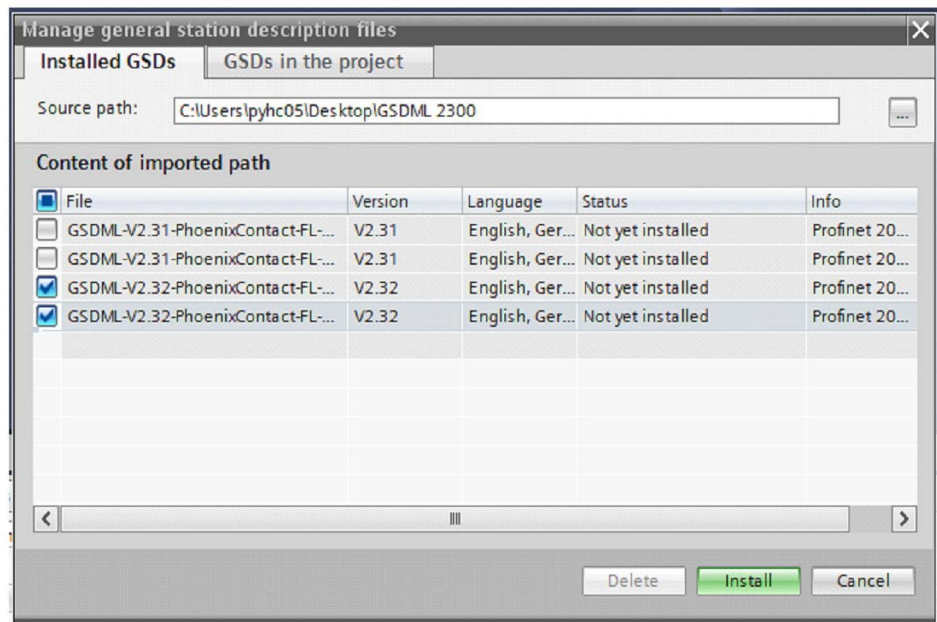 Manage general station description files
Installed GSDs GSDs in the project
Source path: C:\Users\pyhc05\Desktop\GSDML 2300 ...
Content of imported path
File Version Language Status Info
GSDML-V2.31-PhoenixContact-FL-... V2.31 English, Ger... Not yet installed Profinet 20...
GSDML-V2.31-PhoenixContact-FL-... V2.31 English, Ger... Not yet installed Profinet 20...
GSDML-V2.32-PhoenixContact-FL-... V2.32 English, Ger... Not yet installed Profinet 20...
GSDML-V2.32-PhoenixContact-FL-... V2.32 English, Ger... Not yet installed Profinet 20...
Delete Install Cancel